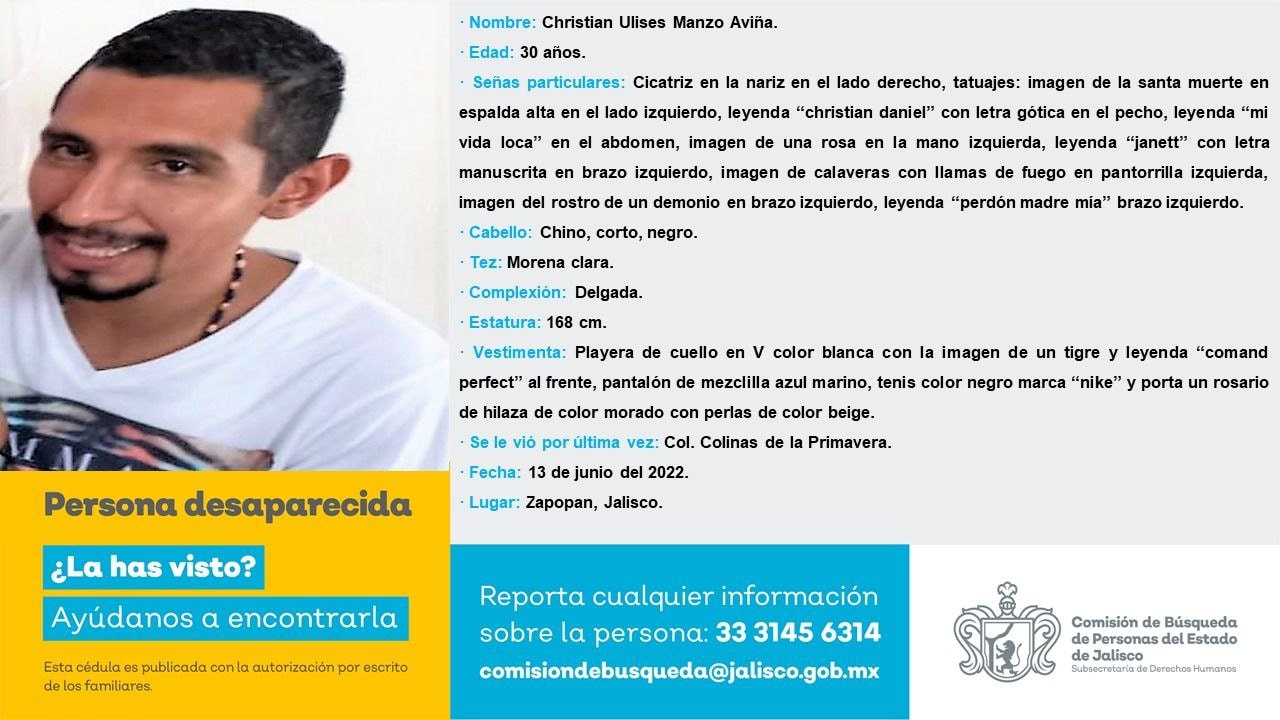 · Nombre: Christian Ulises Manzo Aviña.
· Edad: 30 años.
· Señas particulares: Cicatriz en la nariz en el lado derecho, tatuajes: imagen de la santa muerte en
espalda alta en el lado izquierdo, leyenda “christian daniel” con letra gótica en el pecho, leyenda “mi
vida loca” en el abdomen, imagen de una rosa en la mano izquierda, leyenda “janett” con letra
manuscrita en brazo izquierdo, imagen de calaveras con llamas de fuego en pantorrilla izquierda,
imagen del rostro de un demonio en brazo izquierdo, leyenda “perdón madre mía” brazo izquierdo.
· Cabello: Chino, corto, negro.
· Tez: Morena clara.
· Complexión: Delgada.
· Estatura: 168 cm.
· Vestimenta: Playera de cuello en V color blanca con la imagen de un tigre y leyenda “comand
perfect” al frente, pantalón de mezclilla azul marino, tenis color negro marca “nike” y porta un rosario
de hilaza de color morado con perlas de color beige.
· Se le vió por última vez: Col. Colinas de la Primavera.
· Fecha: 13 de junio del 2022.
· Lugar: Zapopan, Jalisco.
Persona desaparecida
¿La has visto?
Ayúdanos a encontrarla
Esta cédula es publicada con la autorización por escrito
de los familiares.
Reporta cualquier información
sobre la persona: 33 3145 6314
comisiondebusqueda@jalisco.gob.mx
Comisión de Búsqueda
de Personas del Estado
de Jalisco
Subsecretaría de Derechos Humanos